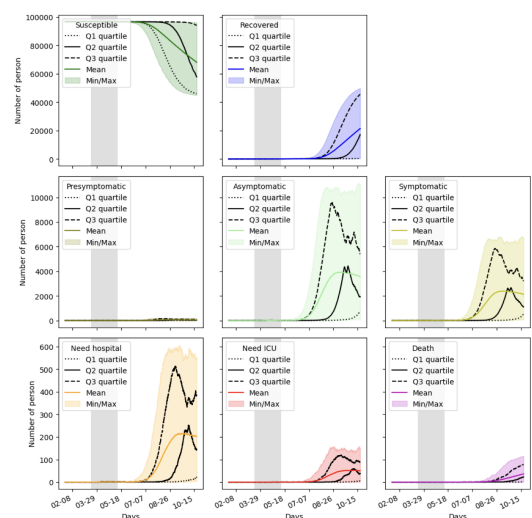 Susceptible
Q1 quartile
Q2 quartile
Q3 quartile
Mean
Min/Max
100000
80000
60000
40000
20000
0
Number of person
Recovered
Q1 quartile
Q2 quartile
Q3 quartile
Mean
Min/Max
Presymptomatic
Q1 quartile
Q2 quartile
Q3 quartile
Mean
Min/Max
10000
8000
6000
4000
2000
0
Number of person
Asymptomatic
Q1 quartile
Q2 quartile
Q3 quartile
Mean
Min/Max
Symptomatic
Q1 quartile
Q2 quartile
Q3 quartile
Mean
Min/Max
Need hospital
Q1 quartile
Q2 quartile
Q3 quartile
Mean
Min/Max
600
500
400
300
200
100
0
Number of person
02-08 03-29 05-18 07-07 08-26 10-15
Days
Need ICU
Q1 quartile
Q2 quartile
Q3 quartile
Mean
Min/Max
02-08 03-29 05-18 07-07 08-26 10-15
Days
Death
Q1 quartile
Q2 quartile
Q3 quartile
Mean
Min/Max
02-08 03-29 05-18 07-07 08-26 10-15
Days